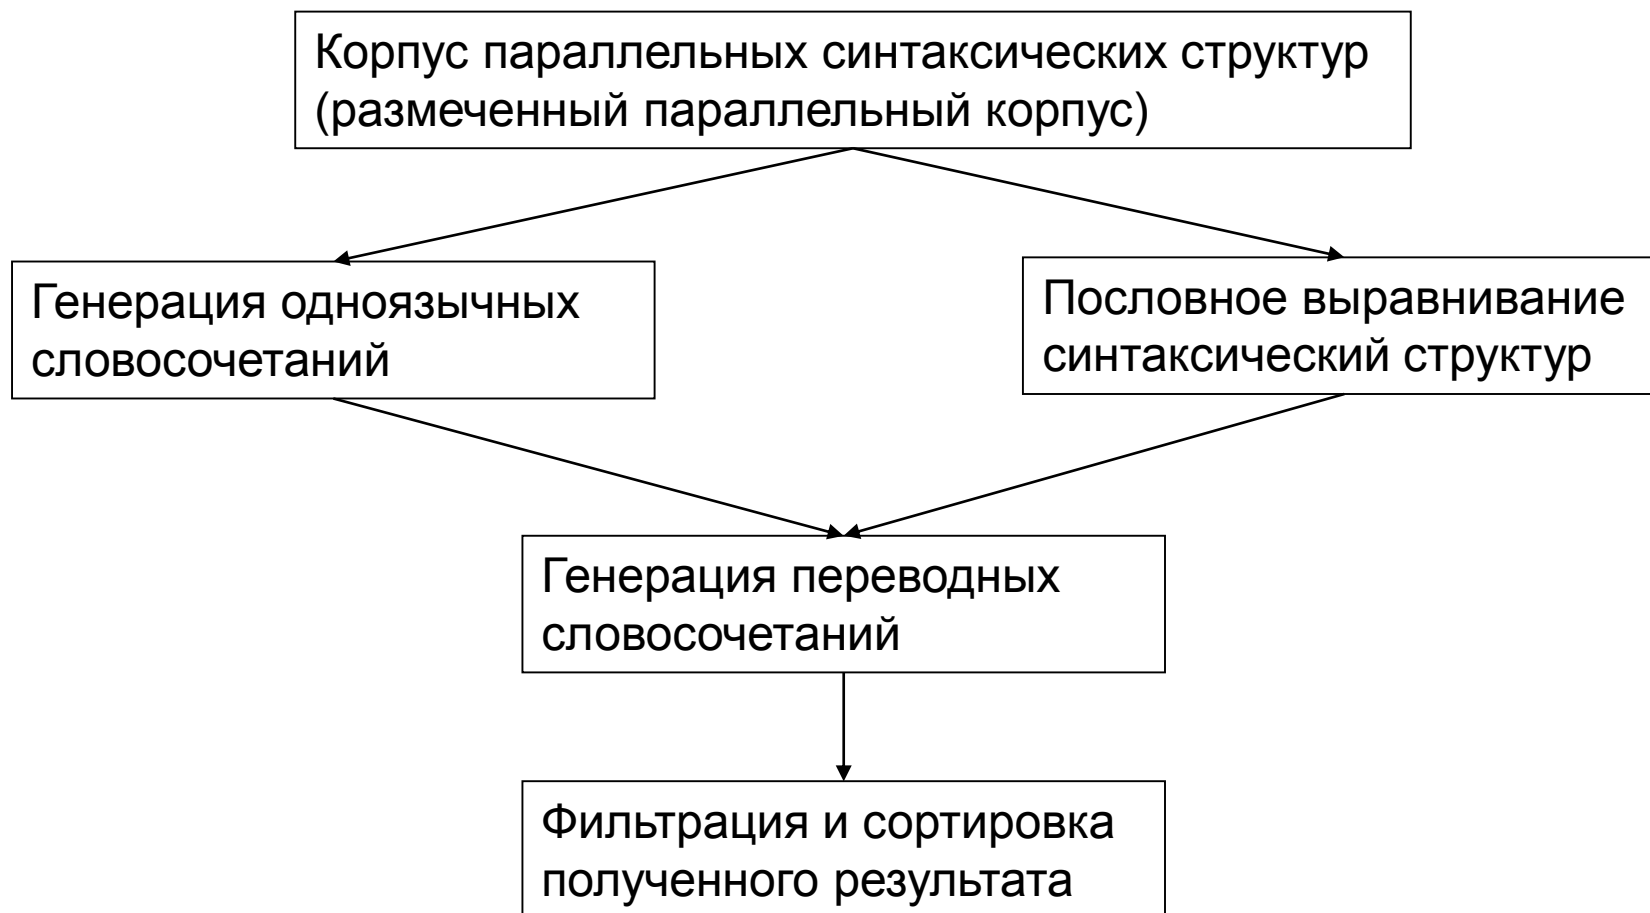 Корпус параллельных синтаксических структур
(размеченный параллельный корпус)
Генерация одноязычных
словосочетаний
Пословное выравнивание
синтаксический структур
Генерация переводных
словосочетаний
Фильтрация и сортировка
полученного результата